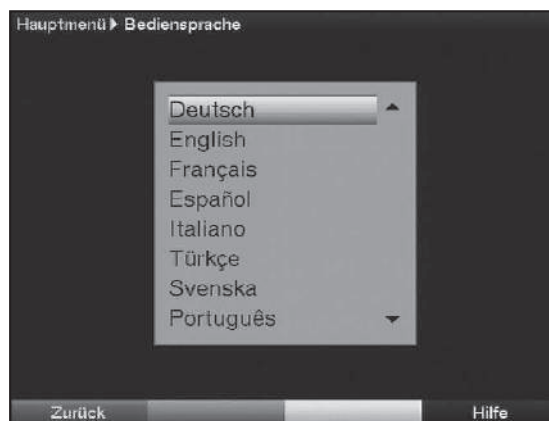 Hauptmenü Bediensprache
Deutsch
English
Français
Español
Italiano
Türkçe
Svenska
Português
Zurück Hilfe